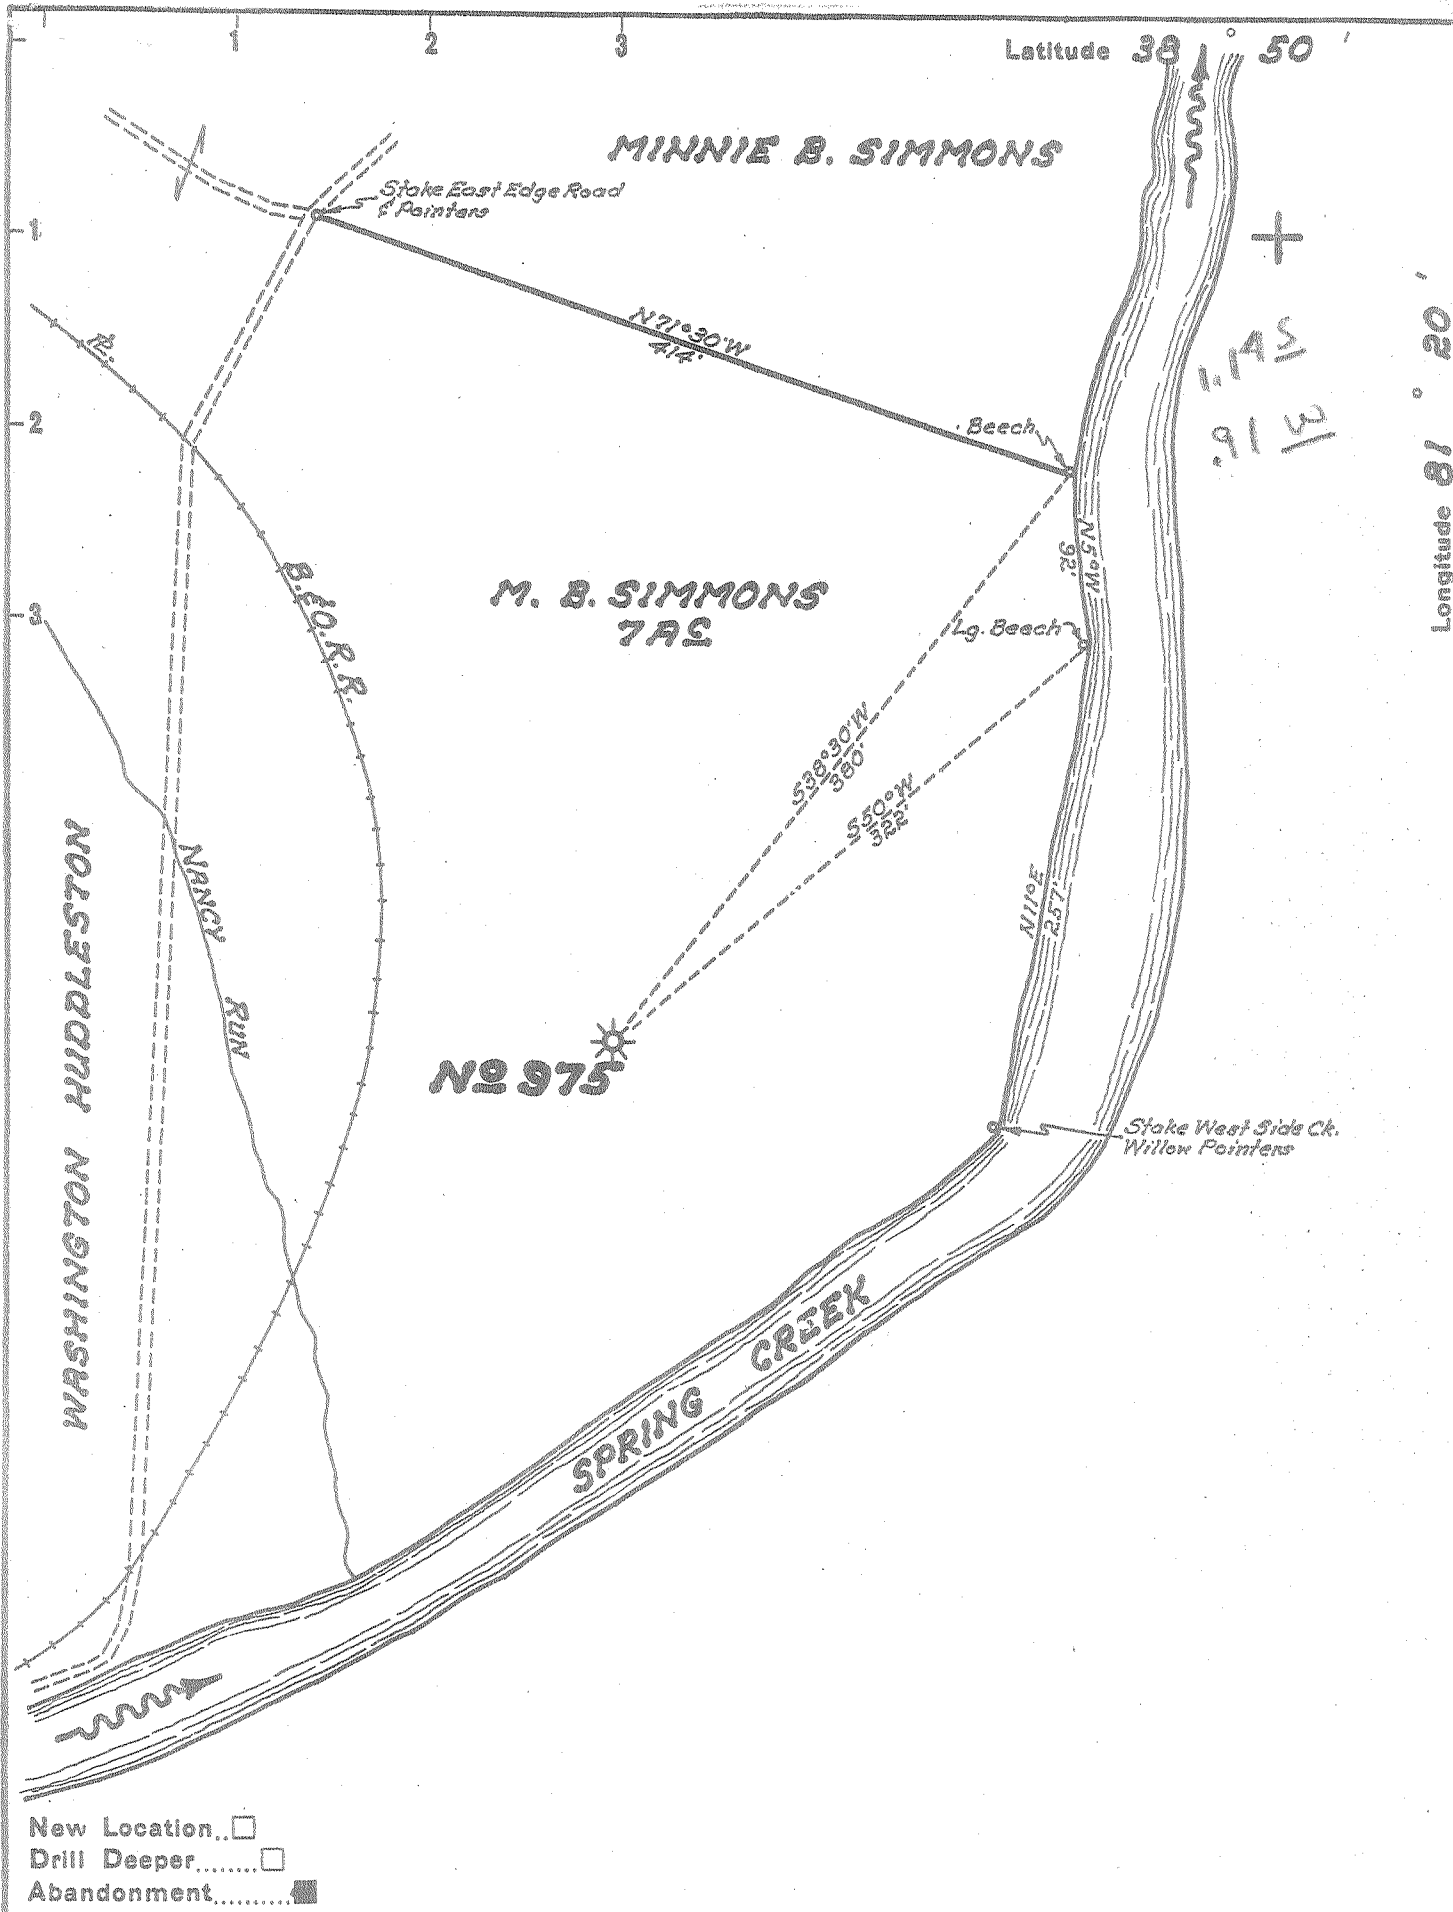 1 2 3
Latitude 38° 50'
MINNIE B. SIMMONS
Stake East Edge Road
& Pointers
1
N71°30'W
414'
1.14 S
.91 W
Longitude 81° 20'
2
Beech
N5°W
92'
B.&O.R.R.
M. B. SIMMONS
7 Ac
3
Lg. Beech
S38°30'W
380'
S50°W
322'
WASHINGTON HUDDLESTON
NANCY RUN
N11°E
257'
No 975
Stake West Side Ck.
Willow Pointers
SPRING CREEK
New Location..
Drill Deeper.......
Abandonment.........